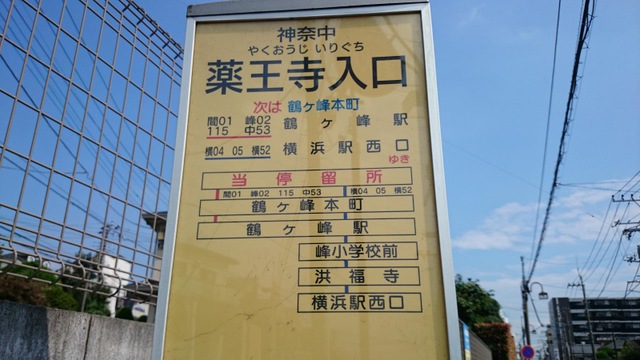 神奈中
やくおうじ いりぐち
薬王寺入口
次は 鶴ヶ峰本町
間01 峰02 鶴ヶ峰駅
115 中53
横04 05 横52 横浜駅西口
ゆき
当停留所
間01 峰02 115 中53 横04 05 横52
鶴ヶ峰本町
鶴ヶ峰駅
峰小学校前
洪福寺
横浜駅西口